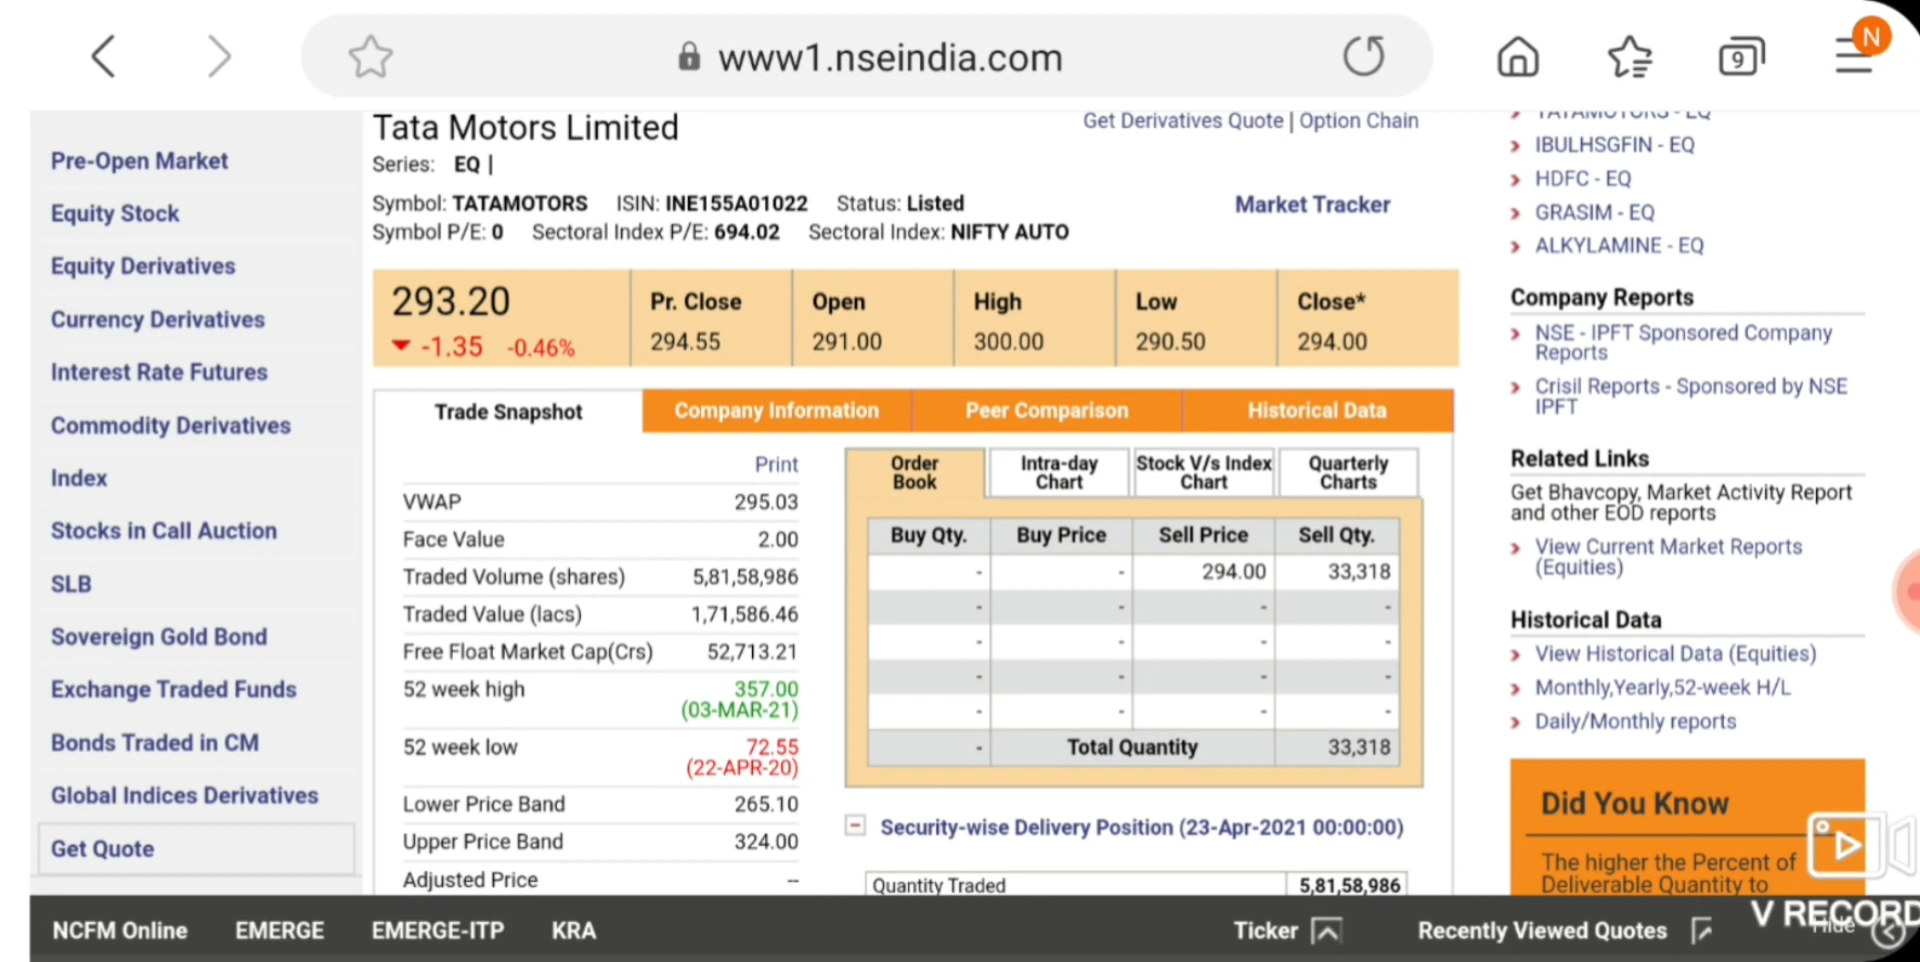 www1.nseindia.com
9
N
Pre-Open Market
Equity Stock
Equity Derivatives
Currency Derivatives
Interest Rate Futures
Commodity Derivatives
Index
Stocks in Call Auction
SLB
Sovereign Gold Bond
Exchange Traded Funds
Bonds Traded in CM
Global Indices Derivatives
Get Quote
Tata Motors Limited
Get Derivatives Quote | Option Chain
Series: EQ |
Symbol: TATAMOTORS ISIN: INE155A01022 Status: Listed
Market Tracker
Symbol P/E: 0 Sectoral Index P/E: 694.02 Sectoral Index: NIFTY AUTO
293.20
-1.35 -0.46%
Pr. Close
294.55
Open
291.00
High
300.00
Low
290.50
Close*
294.00
Trade Snapshot
Company Information
Peer Comparison
Historical Data
Print
VWAP 295.03
Face Value 2.00
Traded Volume (shares) 5,81,58,986
Traded Value (lacs) 1,71,586.46
Free Float Market Cap(Crs) 52,713.21
52 week high 357.00
(03-MAR-21)
52 week low 72.55
(22-APR-20)
Lower Price Band 265.10
Upper Price Band 324.00
Adjusted Price --
Order
Book
Intra-day
Chart
Stock V/s Index
Chart
Quarterly
Charts
Buy Qty. Buy Price Sell Price Sell Qty.
- - 294.00 33,318
- - - -
- - - -
- - - -
- - - -
- Total Quantity 33,318
Security-wise Delivery Position (23-Apr-2021 00:00:00)
Quantity Traded 5,81,58,986
TATAMOTORS - EQ
IBULHSGFIN - EQ
HDFC - EQ
GRASIM - EQ
ALKYLAMINE - EQ
Company Reports
NSE - IPFT Sponsored Company
Reports
Crisil Reports - Sponsored by NSE
IPFT
Related Links
Get Bhavcopy, Market Activity Report
and other EOD reports
View Current Market Reports
(Equities)
Historical Data
View Historical Data (Equities)
Monthly,Yearly,52-week H/L
Daily/Monthly reports
Did You Know
The higher the Percent of
Deliverable Quantity to
NCFM Online EMERGE EMERGE-ITP KRA
Ticker
Recently Viewed Quotes
Hide
V RECORD